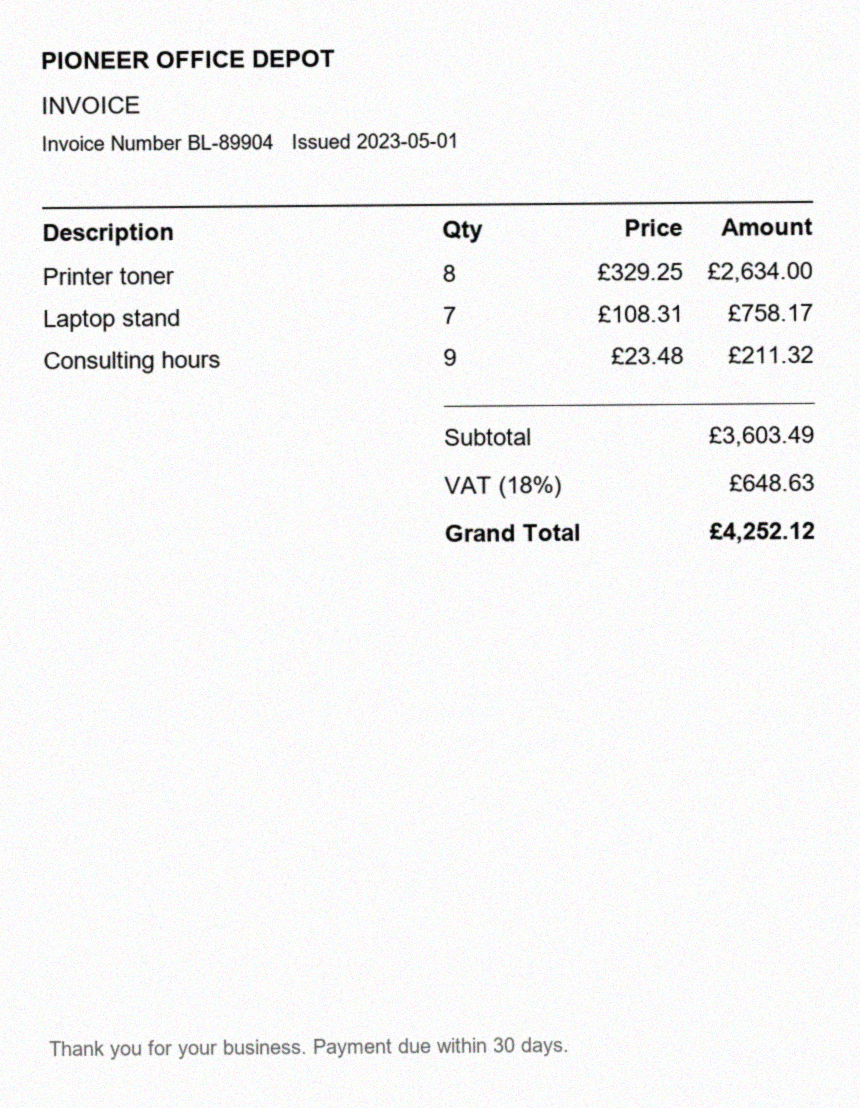 PIONEER OFFICE DEPOT
INVOICE
Invoice Number BL-89904 Issued 2023-05-01
Description Qty Price Amount
Printer toner 8 £329.25 £2,634.00
Laptop stand 7 £108.31 £758.17
Consulting hours 9 £23.48 £211.32
Subtotal £3,603.49
VAT (18%) £648.63
Grand Total £4,252.12
Thank you for your business. Payment due within 30 days.